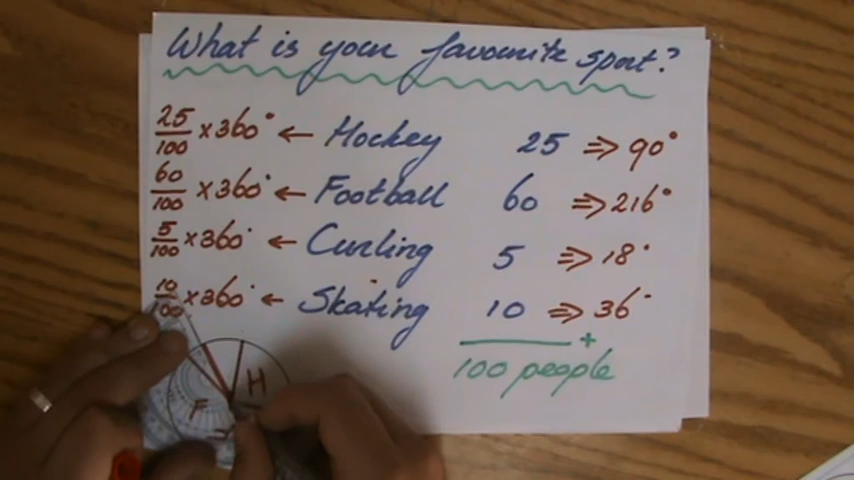 What is your favourite sport?
25/100 × 360° ← Hockey 25 ⇒ 90°
60/100 × 360° ← Football 60 ⇒ 216°
5/100 × 360° ← Curling 5 ⇒ 18°
10/100 × 360° ← Skating 10 ⇒ 36°
+
100 people
H
F